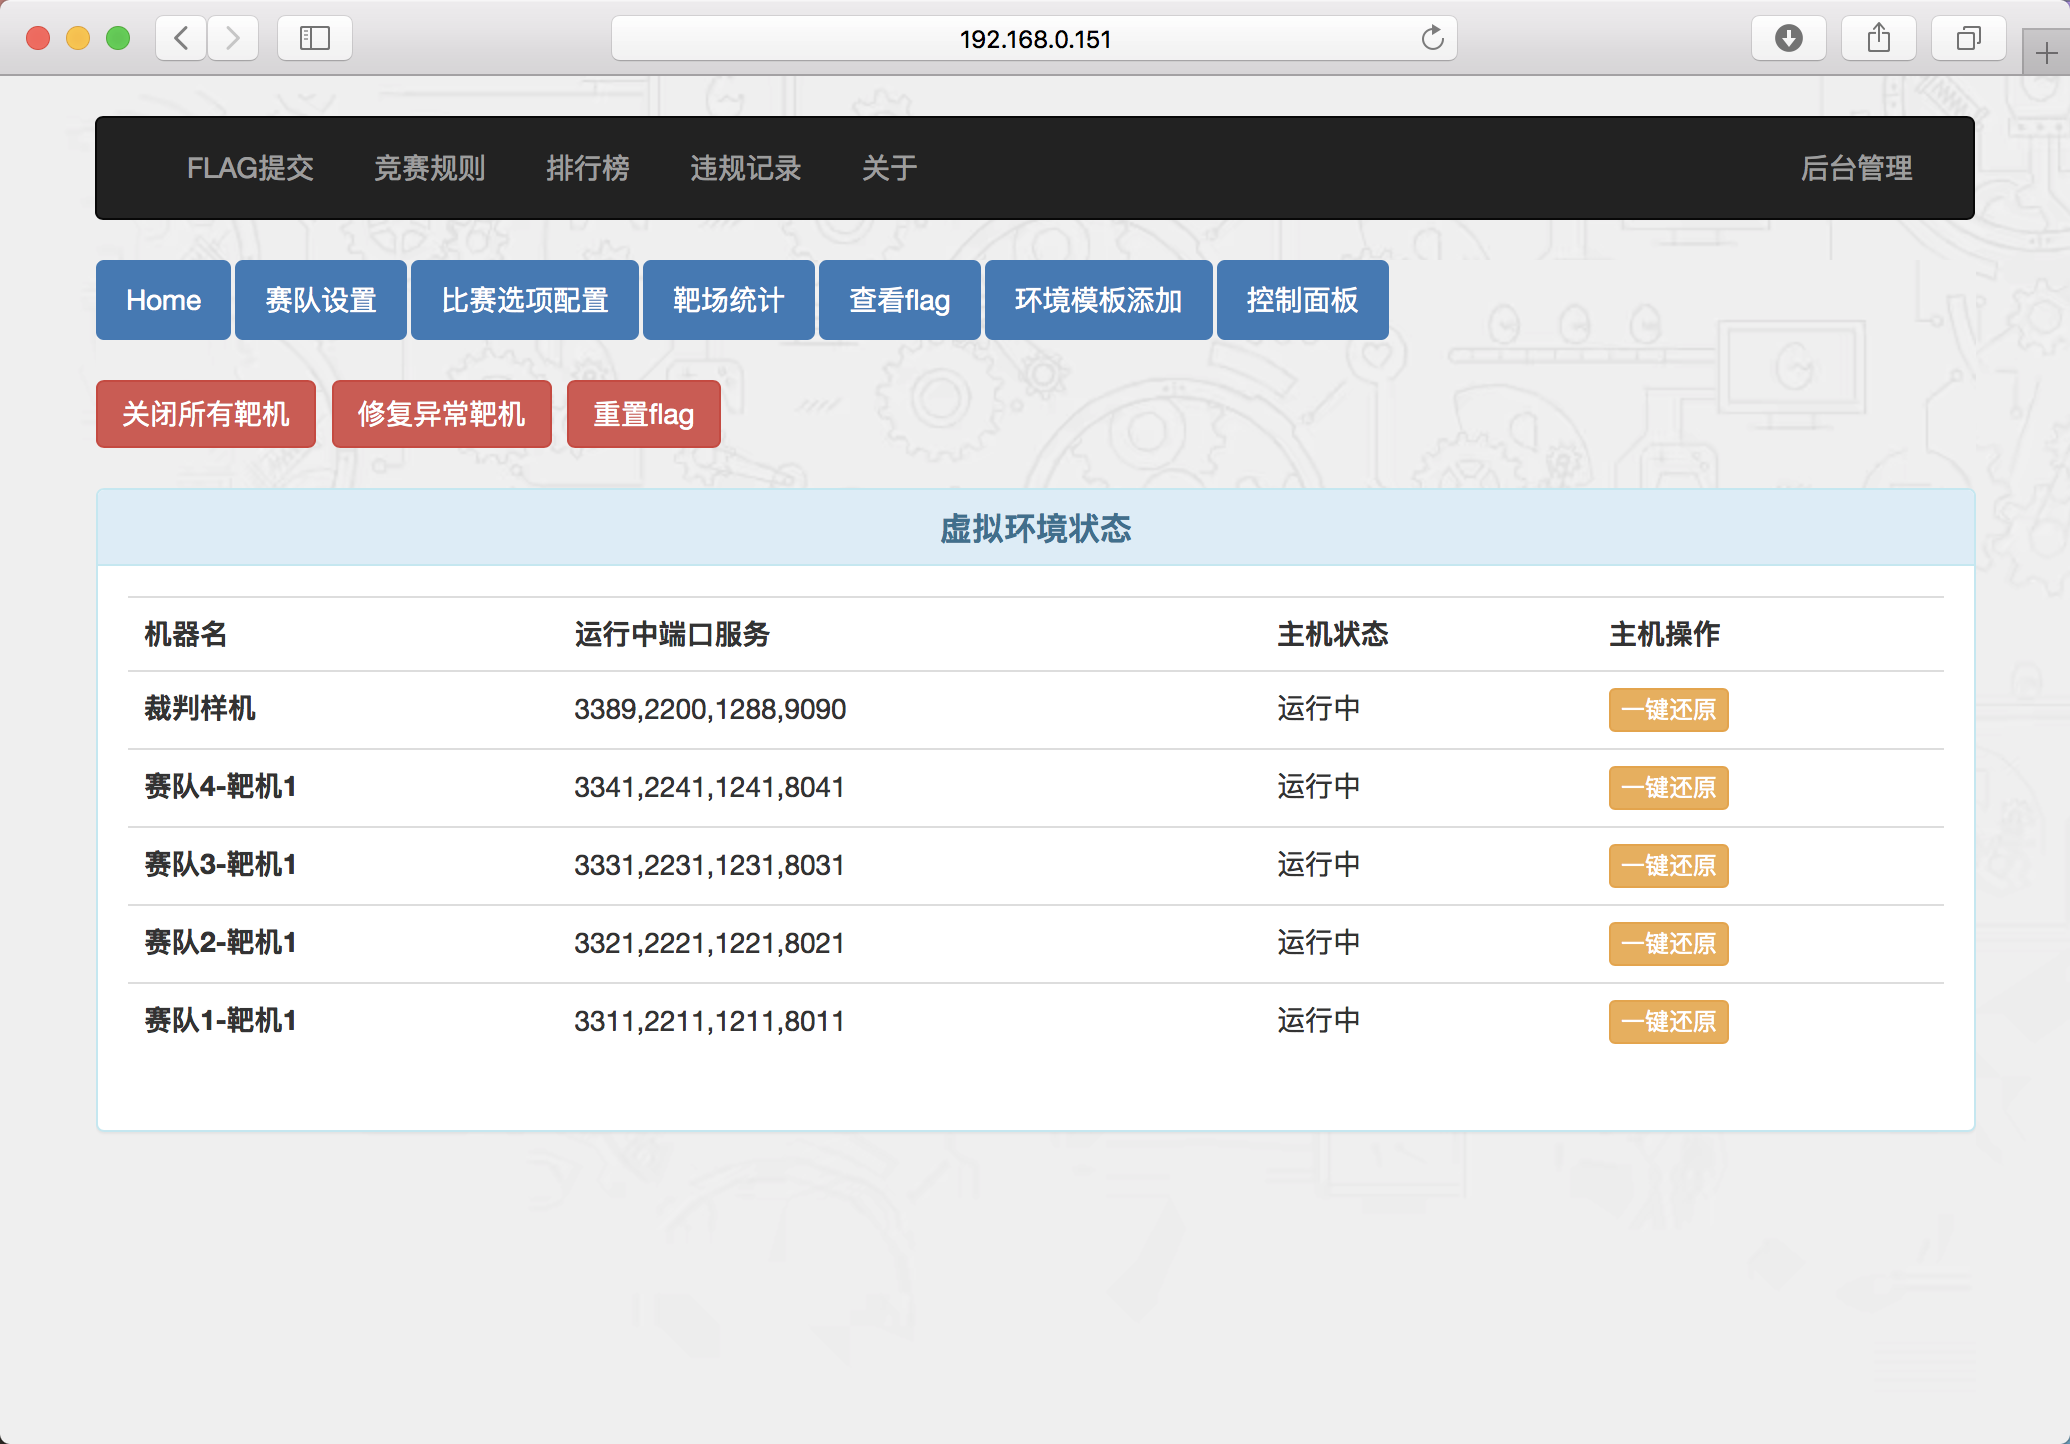 192.168.0.151
FLAG提交 竞赛规则 排行榜 违规记录 关于 后台管理
Home 赛队设置 比赛选项配置 靶场统计 查看flag 环境模板添加 控制面板
关闭所有靶机 修复异常靶机 重置flag
虚拟环境状态
机器名 运行中端口服务 主机状态 主机操作
裁判样机 3389,2200,1288,9090 运行中 一键还原
赛队4-靶机1 3341,2241,1241,8041 运行中 一键还原
赛队3-靶机1 3331,2231,1231,8031 运行中 一键还原
赛队2-靶机1 3321,2221,1221,8021 运行中 一键还原
赛队1-靶机1 3311,2211,1211,8011 运行中 一键还原